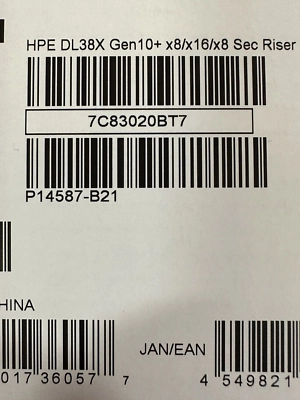 HPE DL38X Gen10+ x8/x16/x8 Sec Riser
7C83020BT7
P14587-B21
HINA
JAN/EAN
017 36057 7
4 549821